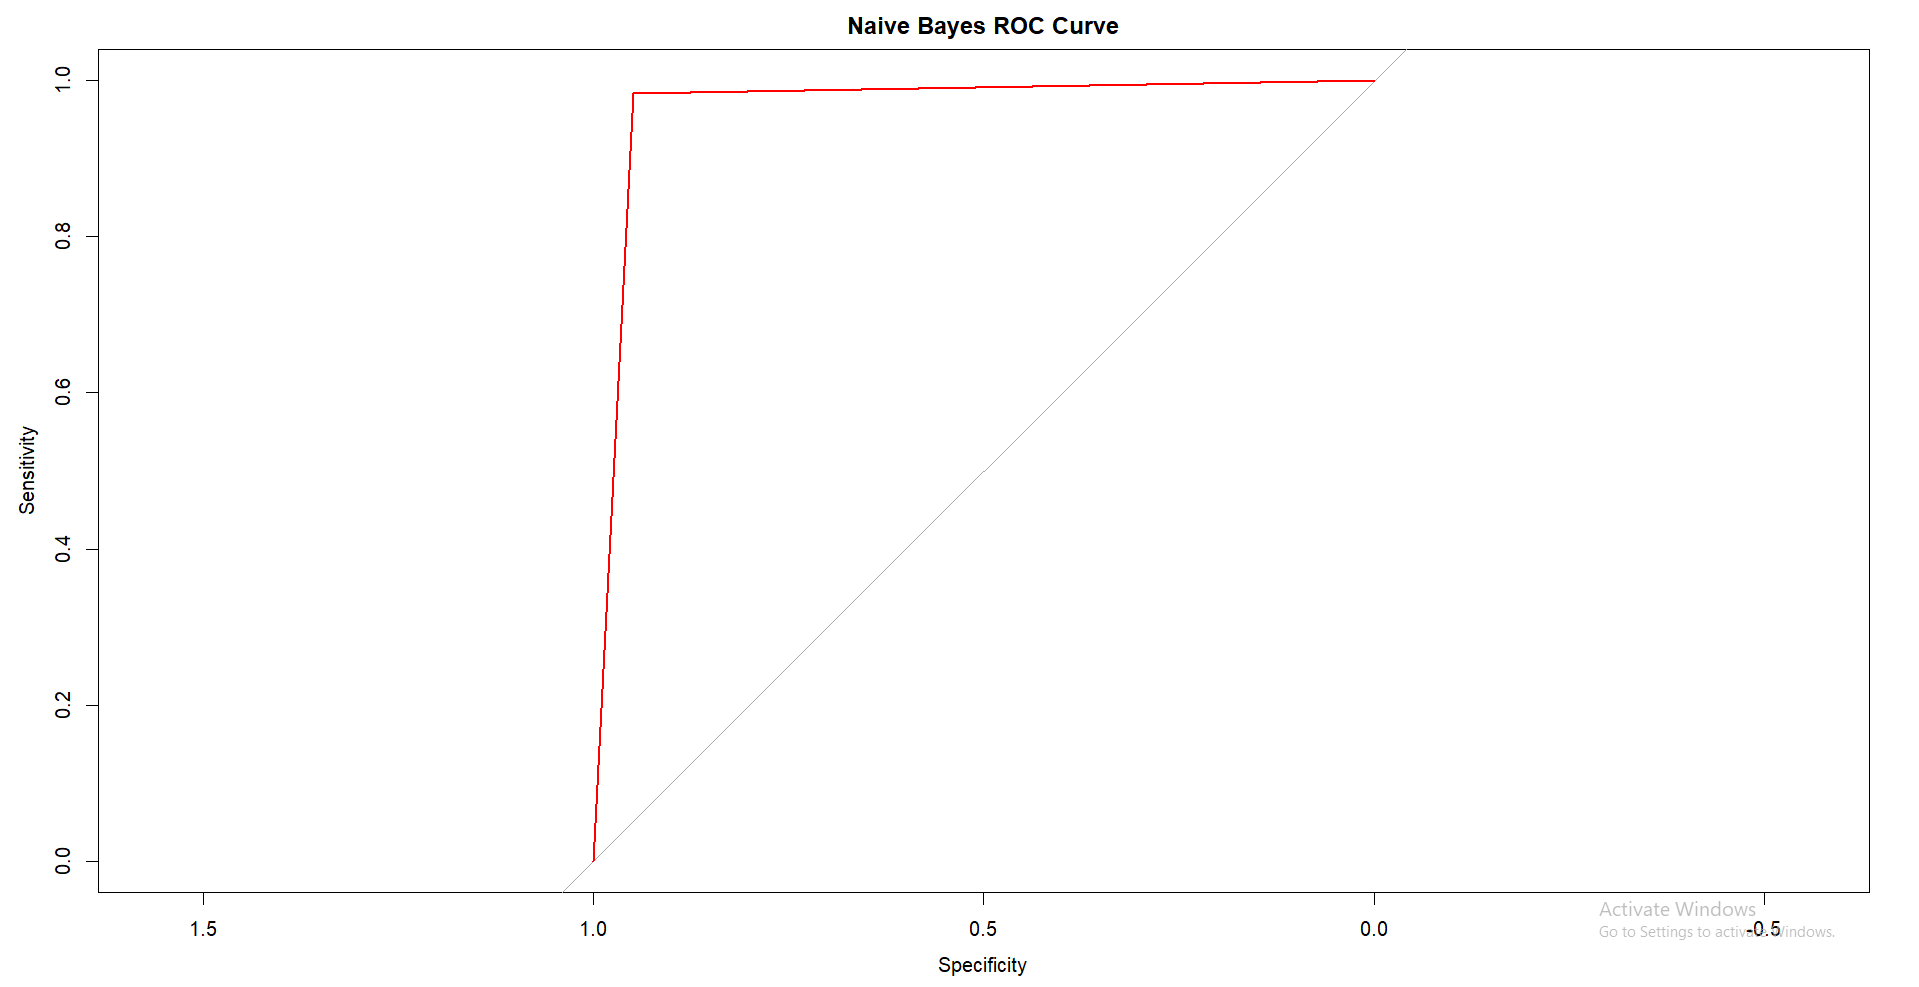 Naive Bayes ROC Curve
1.0
0.8
0.6
0.4
0.2
0.0
Sensitivity
1.5
1.0
0.5
0.0
-0.5
Specificity
Activate Windows
Go to Settings to activate Windows.